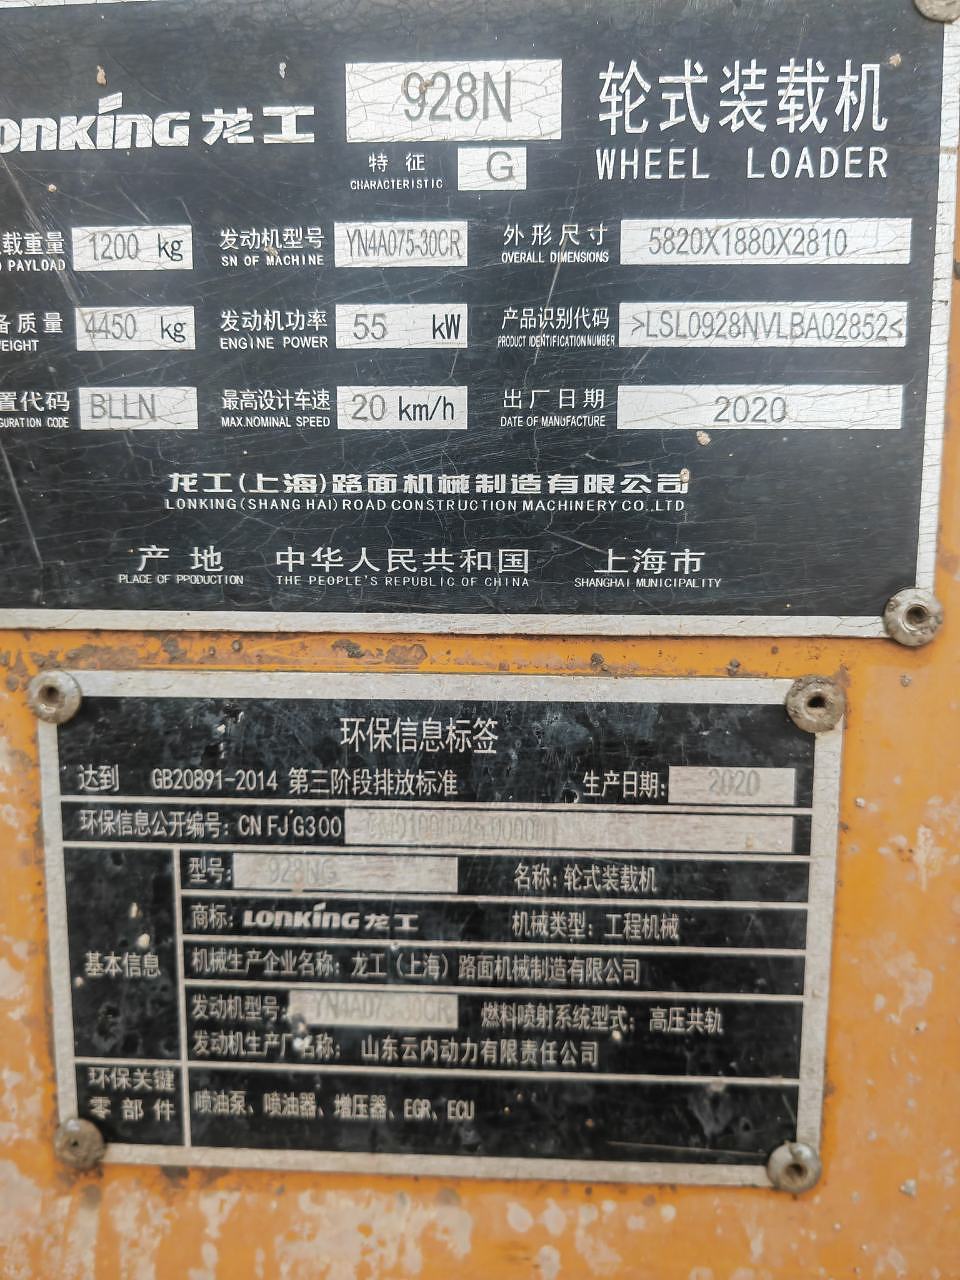 LONKING 龙工 928N 轮式装载机
特征 G WHEEL LOADER
CHARACTERISTIC
载重量 1200 kg 发动机型号 YN4A075-30CR 外形尺寸 5820X1880X2810
PAYLOAD SN OF MACHINE OVERALL DIMENSIONS
备质量 4450 kg 发动机功率 55 kW 产品识别代码 >LSL0928NVLBA02852<
EIGHT ENGINE POWER PRODUCT IDENTIFICATION NUMBER
置代码 BLLN 最高设计车速 20 km/h 出厂日期 2020
GURATION CODE MAX.NOMINAL SPEED DATE OF MANUFACTURE
龙工(上海)路面机械制造有限公司
LONKING(SHANG HAI)ROAD CONSTRUCTION MACHINERY CO.,LTD
产地 中华人民共和国 上海市
PLACE OF PPODUCTION THE PEOPLE'S REPUBLIC OF CHINA SHANGHAI MUNICIPALITY
环保信息标签
达到 GB20891-2014 第三阶段排放标准 生产日期: 2020
环保信息公开编号: CN FJ G300
型号: 928NG 名称: 轮式装载机
商标: LONKING 龙工 机械类型: 工程机械
基本信息 机械生产企业名称: 龙工(上海)路面机械制造有限公司
发动机型号: YN4A075-30CR 燃料喷射系统型式: 高压共轨
发动机生产厂名称: 山东云内动力有限责任公司
环保关键
零部件 喷油泵、喷油器、增压器、EGR、ECU